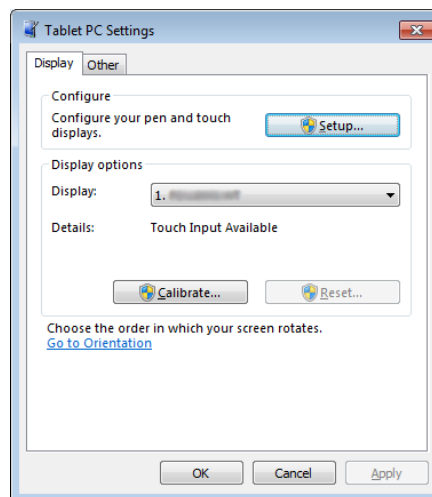 Tablet PC Settings
Display
Other
Configure
Configure your pen and touch
displays.
Setup...
Display options
Display:
1.
Details:
Touch Input Available
Calibrate...
Reset...
Choose the order in which your screen rotates.
Go to Orientation
OK
Cancel
Apply